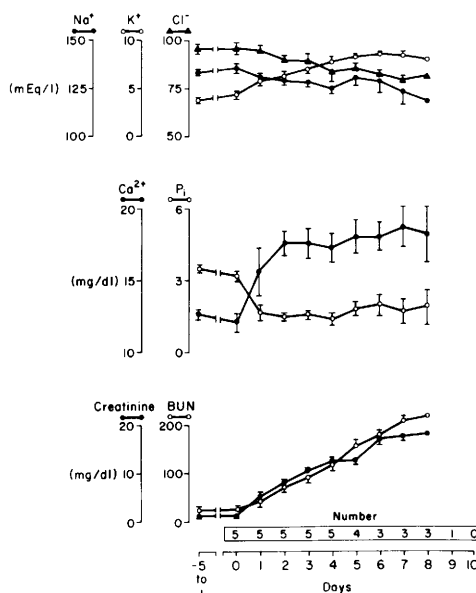 Na⁺ K⁺ Cl⁻
150 10 100
(mEq/l) 125 5 75
100 0 50
Ca²⁺ Pᵢ
20 6
(mg/dl) 15 3
10 0
Creatinine BUN
20 200
(mg/dl) 10 100
0 0
Number
5 5 5 5 5 4 3 3 3 1 0
-5 0 1 2 3 4 5 6 7 8 9 10
to
Days